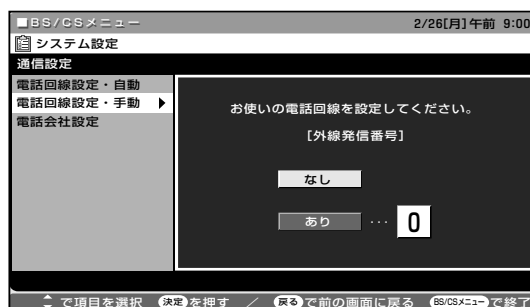 ■BS/CSメニュー 2/26[月]午前 9:00
システム設定
通信設定
電話回線設定・自動
電話回線設定・手動 ▶
電話会社設定
お使いの電話回線を設定してください。
［外線発信番号］
なし
あり ··· 0
で項目を選択 決定を押す ／ 戻るで前の画面に戻る BS/CSメニューで終了